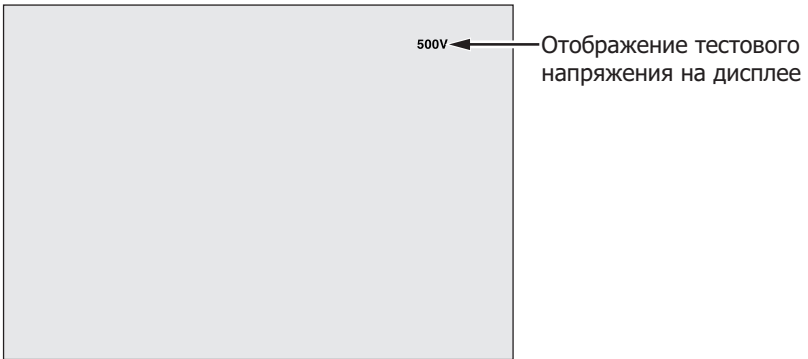 500V
Отображение тестового
напряжения на дисплее